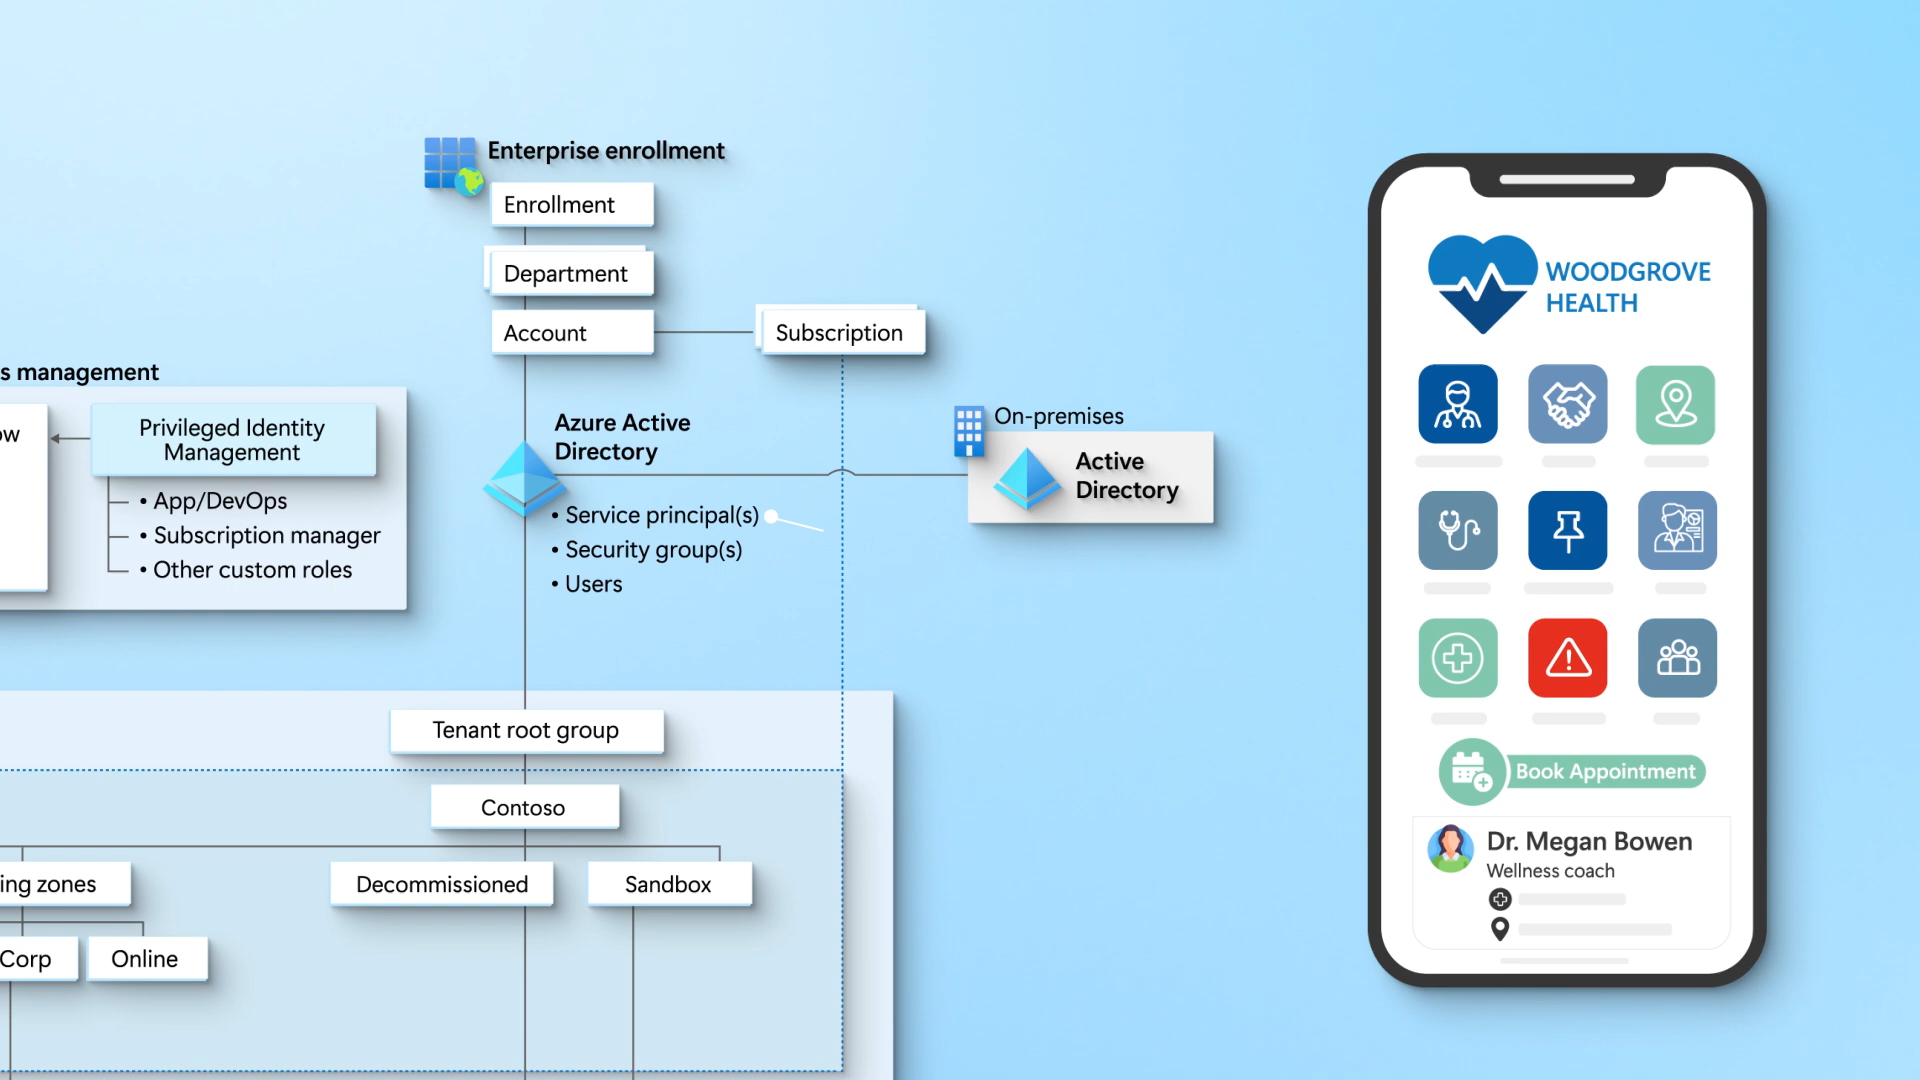 Enterprise enrollment
Enrollment
Department
Account
Subscription
s management
ow
Privileged Identity
Management
• App/DevOps
• Subscription manager
• Other custom roles
Azure Active
Directory
• Service principal(s)
• Security group(s)
• Users
On-premises
Active
Directory
Tenant root group
Contoso
ing zones
Decommissioned
Sandbox
Corp
Online
WOODGROVE
HEALTH
Book Appointment
Dr. Megan Bowen
Wellness coach